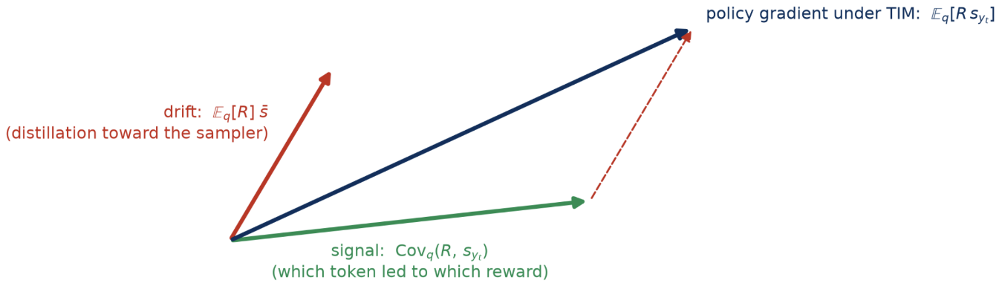 policy gradient under TIM: 𝔼_q[R s_{y_t}]
drift: 𝔼_q[R] s̄
(distillation toward the sampler)
signal: Cov_q(R, s_{y_t})
(which token led to which reward)